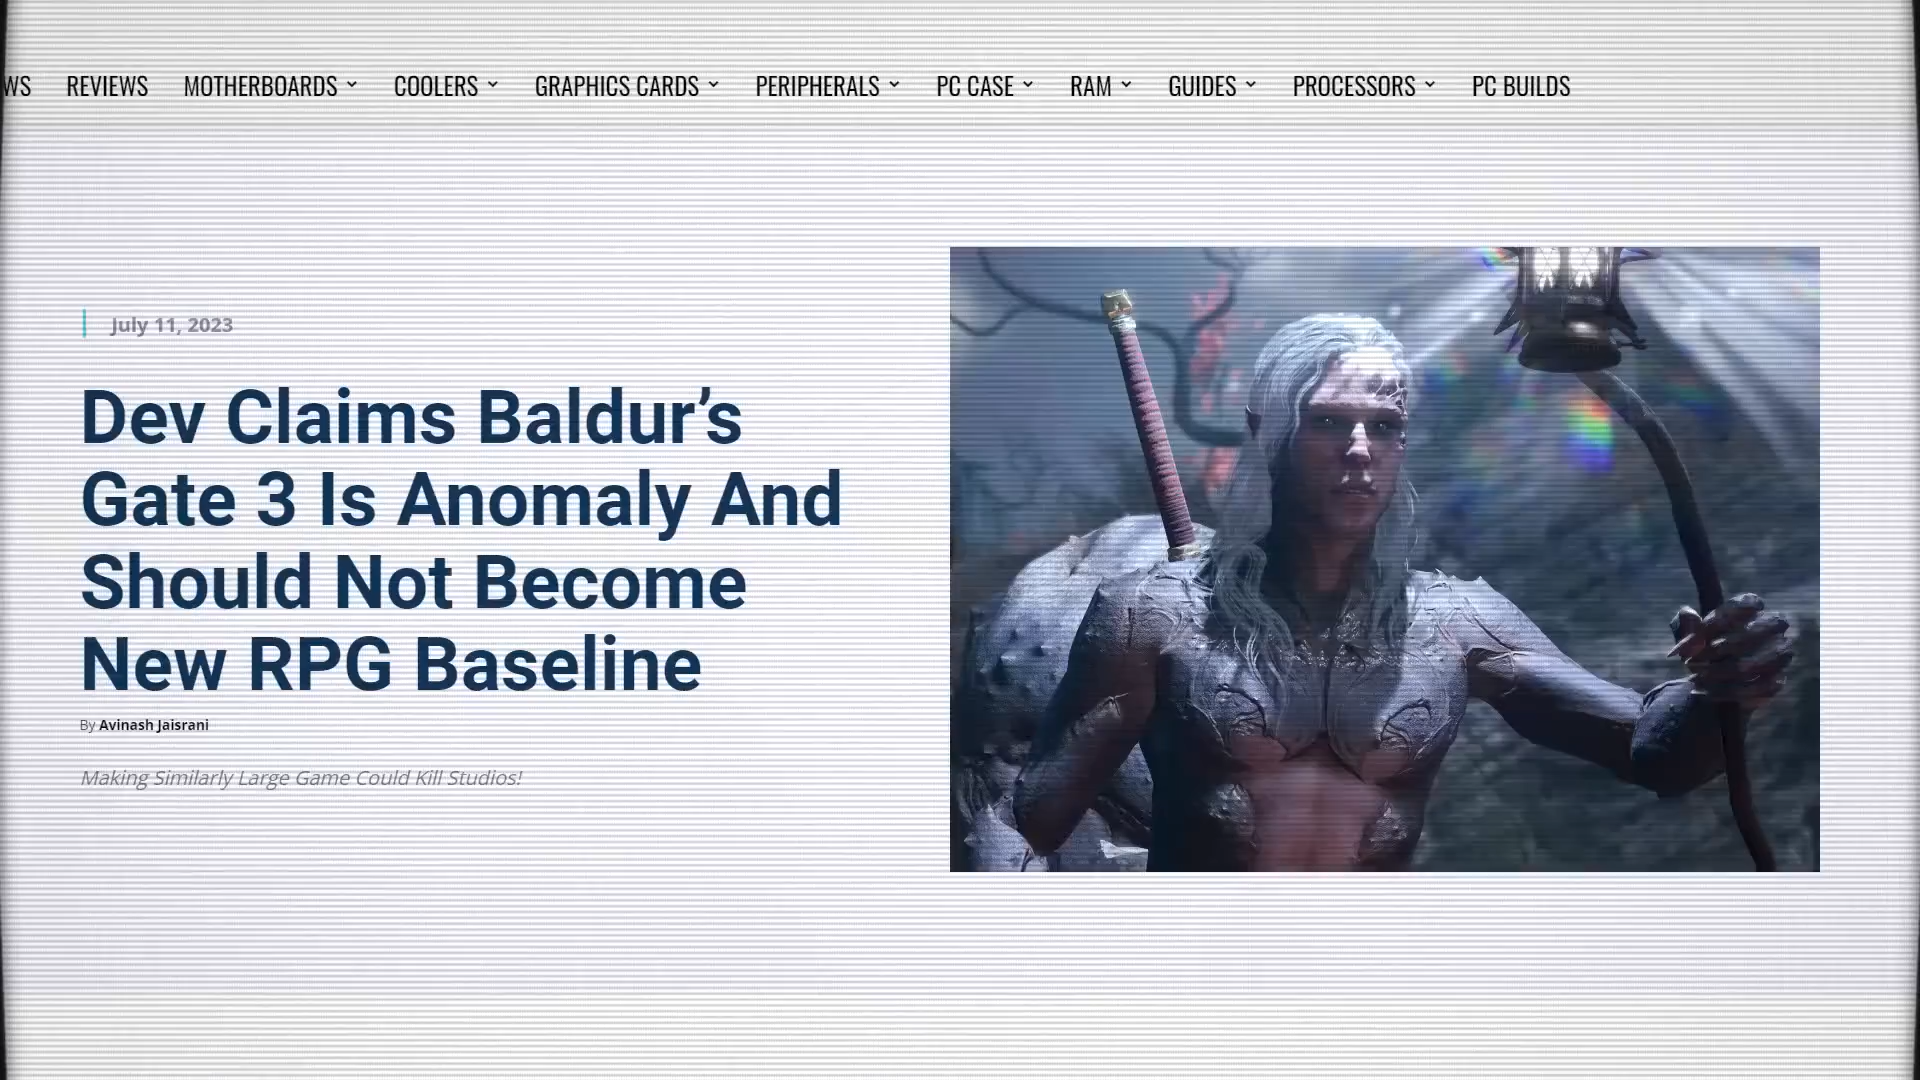 WS REVIEWS MOTHERBOARDS COOLERS GRAPHICS CARDS PERIPHERALS PC CASE RAM GUIDES PROCESSORS PC BUILDS
July 11, 2023
Dev Claims Baldur’s
Gate 3 Is Anomaly And
Should Not Become
New RPG Baseline
By Avinash Jaisrani
Making Similarly Large Game Could Kill Studios!